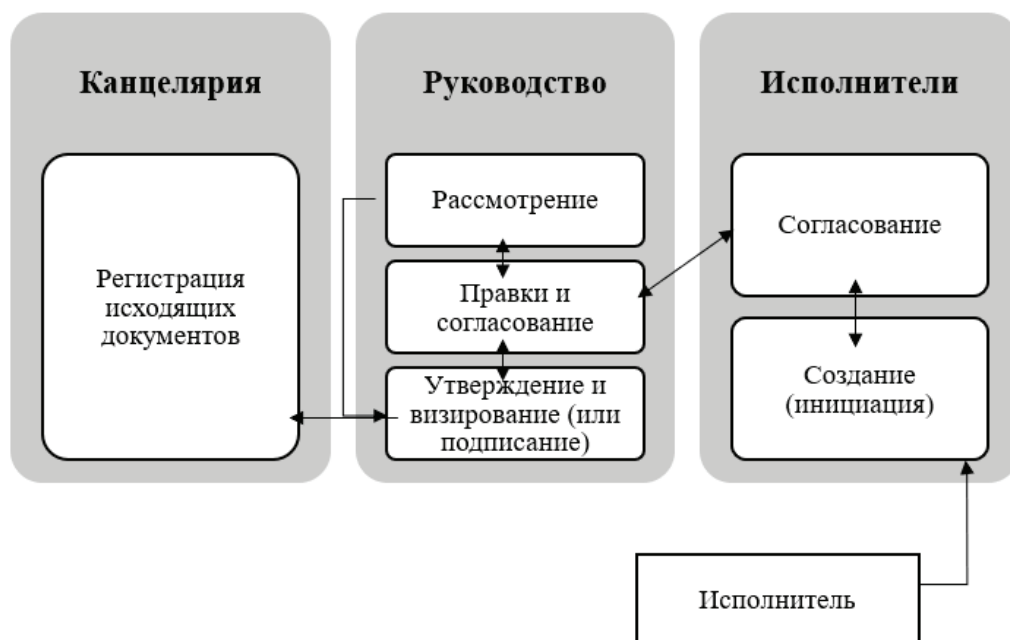 Канцелярия
Регистрация
исходящих
документов
Руководство
Рассмотрение
Правки и
согласование
Утверждение и
визирование (или
подписание)
Исполнители
Согласование
Создание
(инициация)
Исполнитель